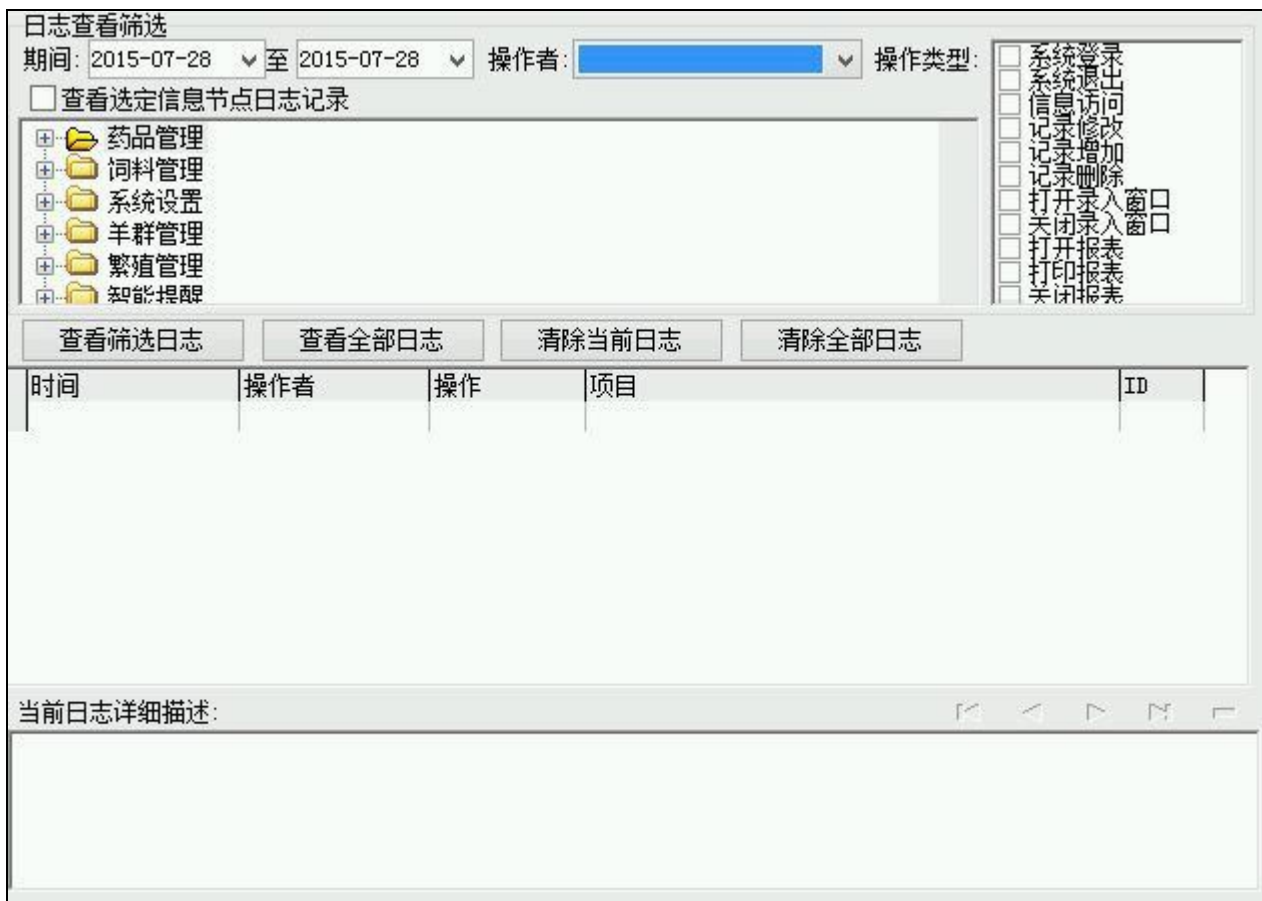 日志查看筛选
期间: 2015-07-28 至 2015-07-28 操作者: 操作类型:
系统登录
系统退出
信息访问
记录修改
记录增加
记录删除
打开录入窗口
关闭录入窗口
打开报表
打印报表
关闭报表
查看选定信息节点日志记录
药品管理
饲料管理
系统设置
羊群管理
繁殖管理
智能提醒
查看筛选日志 查看全部日志 清除当前日志 清除全部日志
时间 操作者 操作 项目 ID
当前日志详细描述: